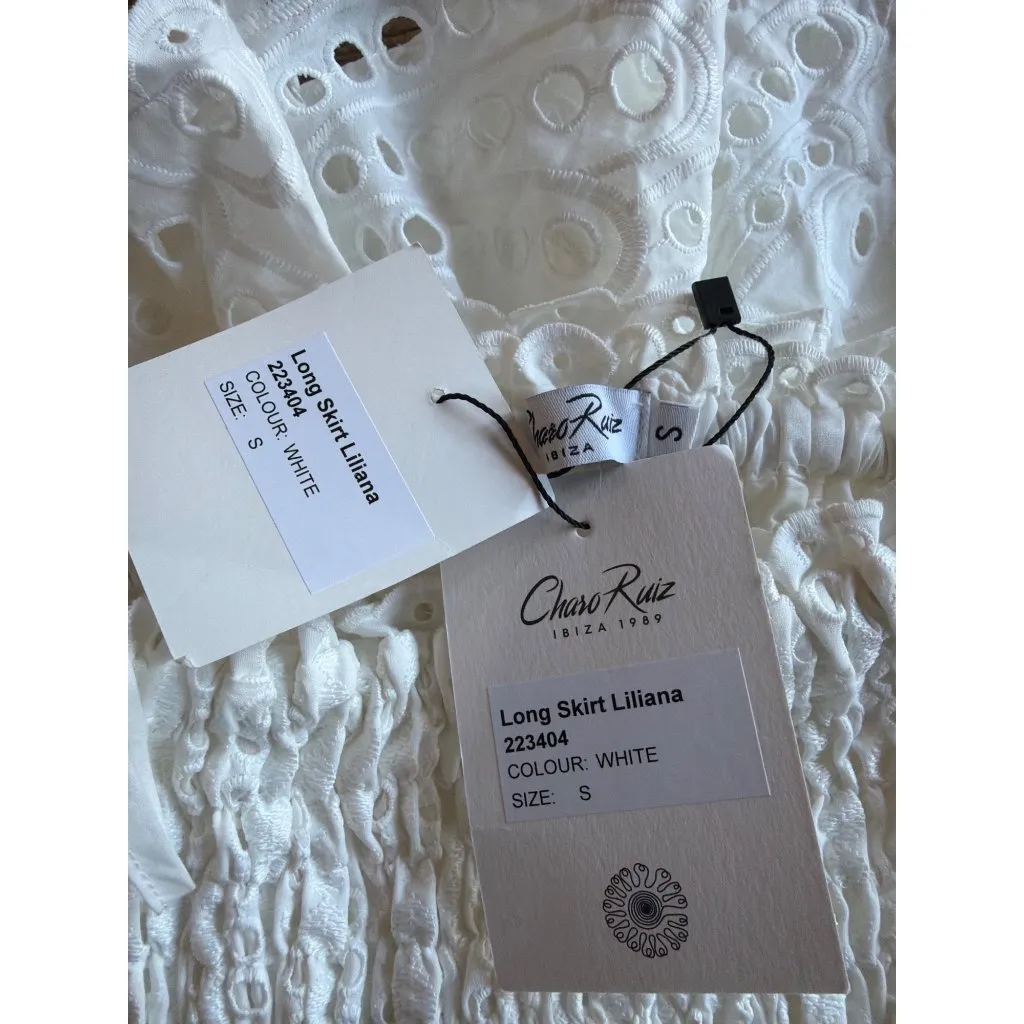 Long Skirt Liliana
223404
COLOUR: WHITE
SIZE: S
Charo Ruiz
IBIZA
S
Charo Ruiz
IBIZA 1989
Long Skirt Liliana
223404
COLOUR: WHITE
SIZE: S